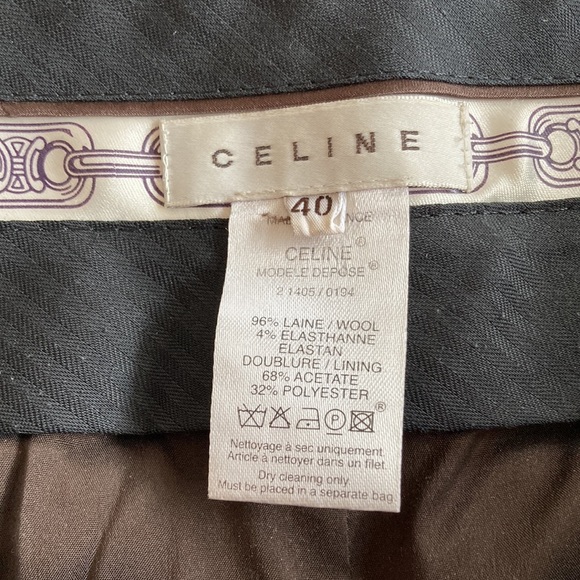 CELINE
40
CELINE®
MODELE DEPOSE®
2 1405 / 0194
96% LAINE / WOOL
4% ELASTHANNE
ELASTAN
DOUBLURE / LINING
68% ACETATE
32% POLYESTER
P
®
Nettoyage à sec uniquement.
Article à nettoyer dans un filet.
Dry cleaning only.
Must be placed in a separate bag.